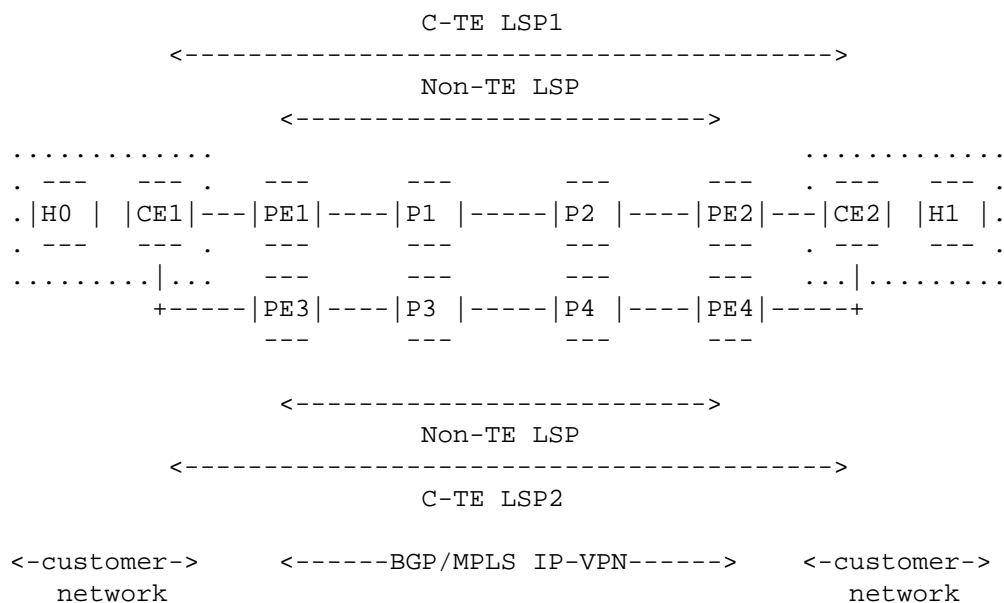 C-TE LSP1
          <----------------------------------------->
                          Non-TE LSP
                 <-------------------------->
.............                                     .............
. ---   --- .   ---      ---        ---      ---  . ---   --- .
.|H0 | |CE1|---|PE1|----|P1 |-----|P2 |----|PE2|---|CE2| |H1 |.
. ---   --- .   ---      ---        ---      ---  . ---   --- .
.........|...   ---      ---        ---      ---  ...|.........
         +-----|PE3|----|P3 |-----|P4 |----|PE4|-----+
                ---      ---        ---      ---
                 <-------------------------->
                          Non-TE LSP
          <----------------------------------------->
                          C-TE LSP2
<-customer->     <------BGP/MPLS IP-VPN------>    <-customer->
   network                                           network